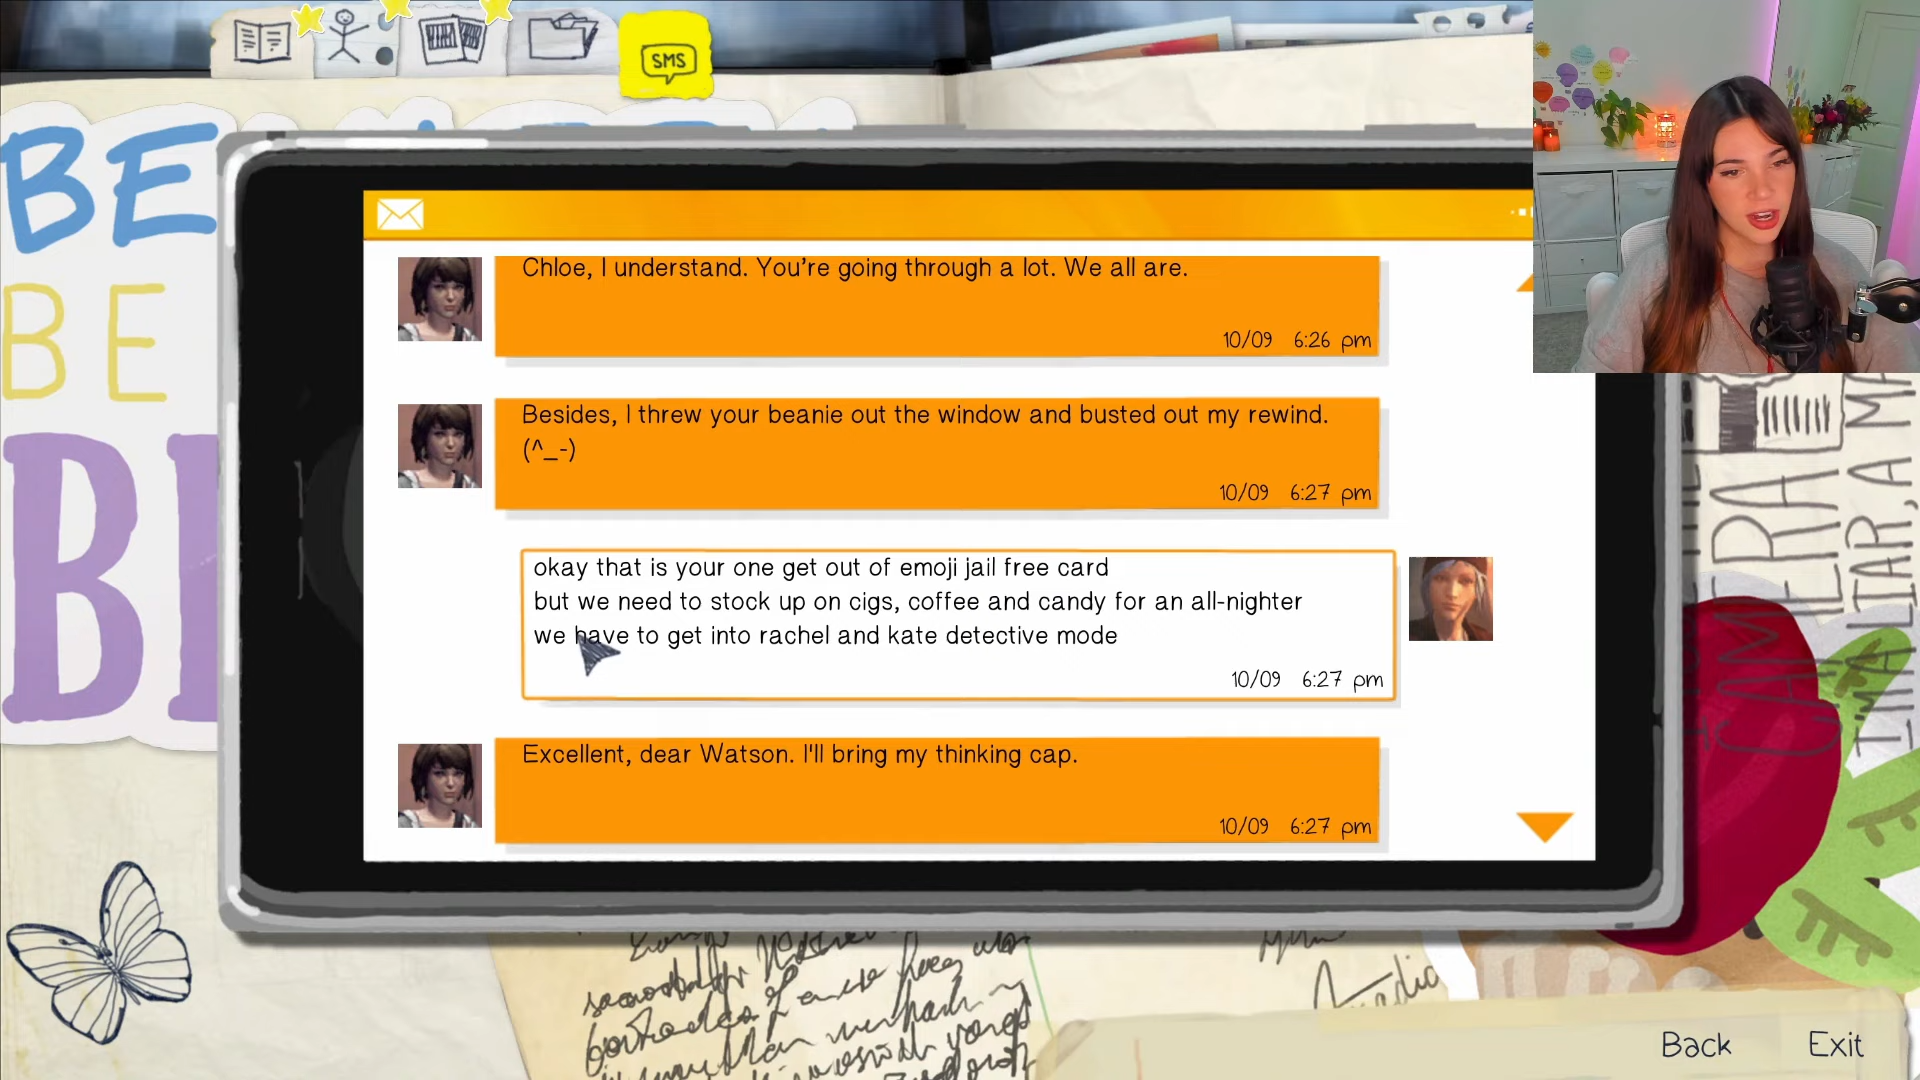 SMS
BE
BE
Chloe, I understand. You're going through a lot. We all are.
10/09 6:26 pm
Besides, I threw your beanie out the window and busted out my rewind.
(^_-)
10/09 6:27 pm
okay that is your one get out of emoji jail free card
but we need to stock up on cigs, coffee and candy for an all-nighter
we have to get into rachel and kate detective mode
10/09 6:27 pm
Excellent, dear Watson. I'll bring my thinking cap.
10/09 6:27 pm
CAMERA
I'M A LIAR, A
Back
Exit